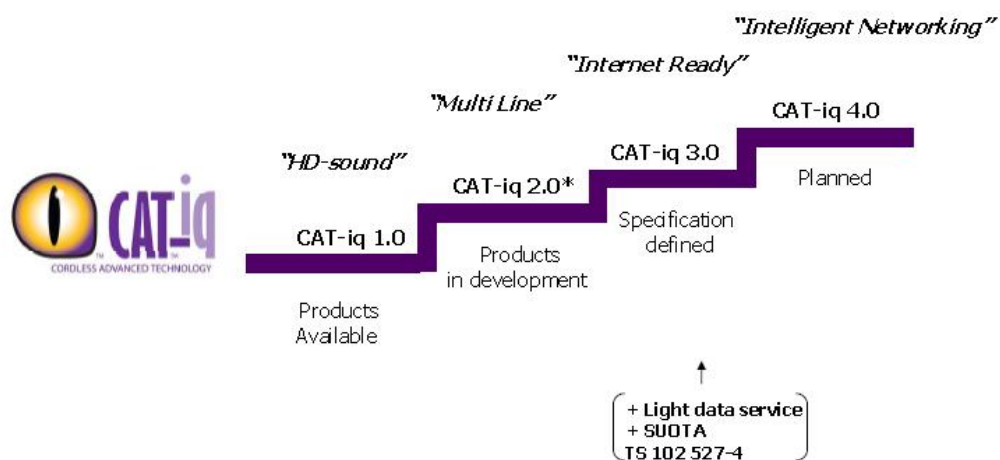 “Intelligent Networking”
“Internet Ready”
“Multi Line”
“HD-sound”
CAT-iq 4.0
CAT-iq 3.0
CAT-iq 2.0*
CAT-iq 1.0
Planned
Specification
defined
Products
in development
Products
Available
CAT-iq
TM SM
CORDLESS ADVANCED TECHNOLOGY
+ Light data service
+ SUOTA
TS 102 527-4